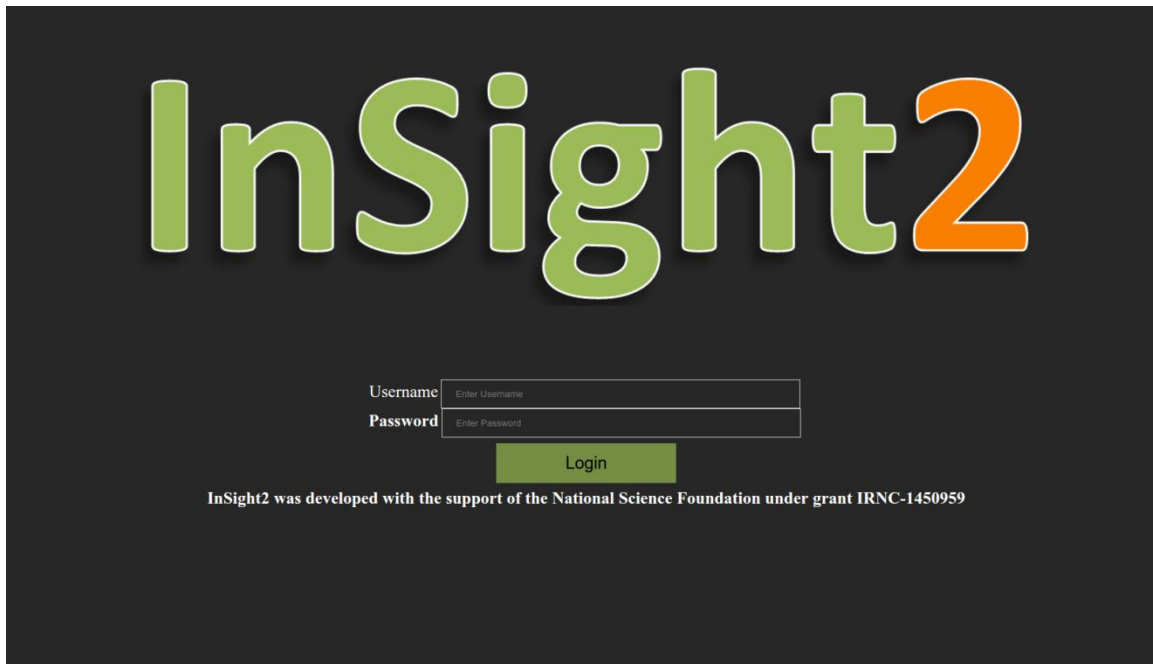 InSight2
Username Enter Username
Password Enter Password
Login
InSight2 was developed with the support of the National Science Foundation under grant IRNC-1450959